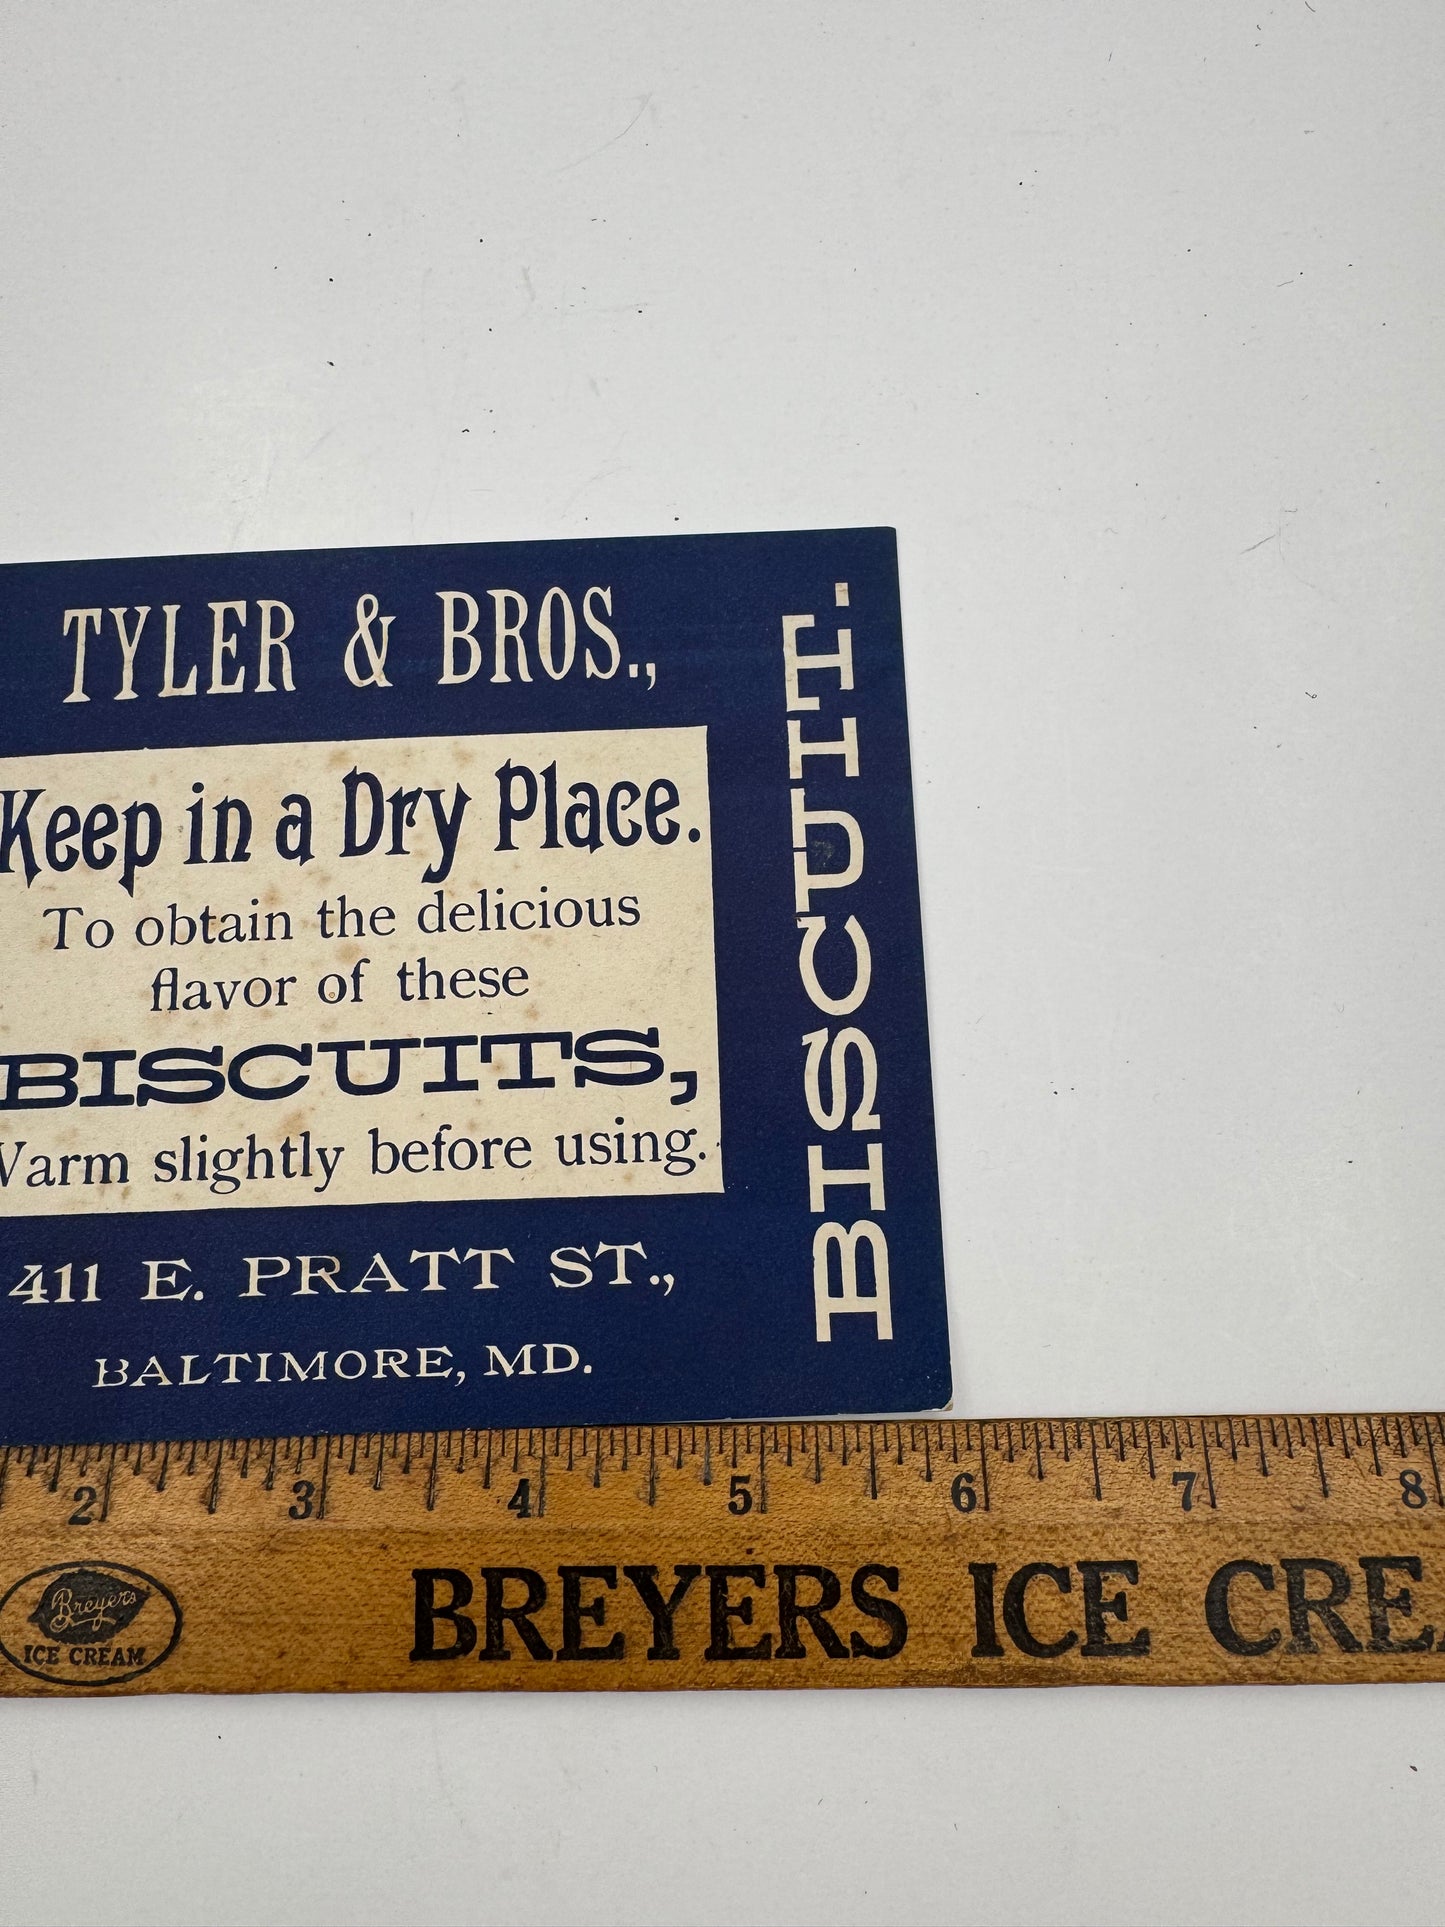 TYLER & BROS.,
Keep in a Dry Place.
To obtain the delicious
flavor of these
BISCUITS,
Warm slightly before using.
411 E. PRATT ST.,
BALTIMORE, MD.
BISCUIT.
2 3 4 5 6 7 8
Breyers
ICE CREAM
BREYERS ICE CREA